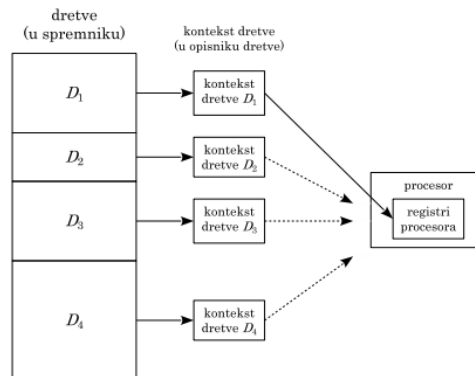 dretve
(u spremniku)
kontekst dretve
(u opisniku dretve)
D1
kontekst
dretve D1
D2
kontekst
dretve D2
D3
kontekst
dretve D3
D4
kontekst
dretve D4
procesor
registri
procesora